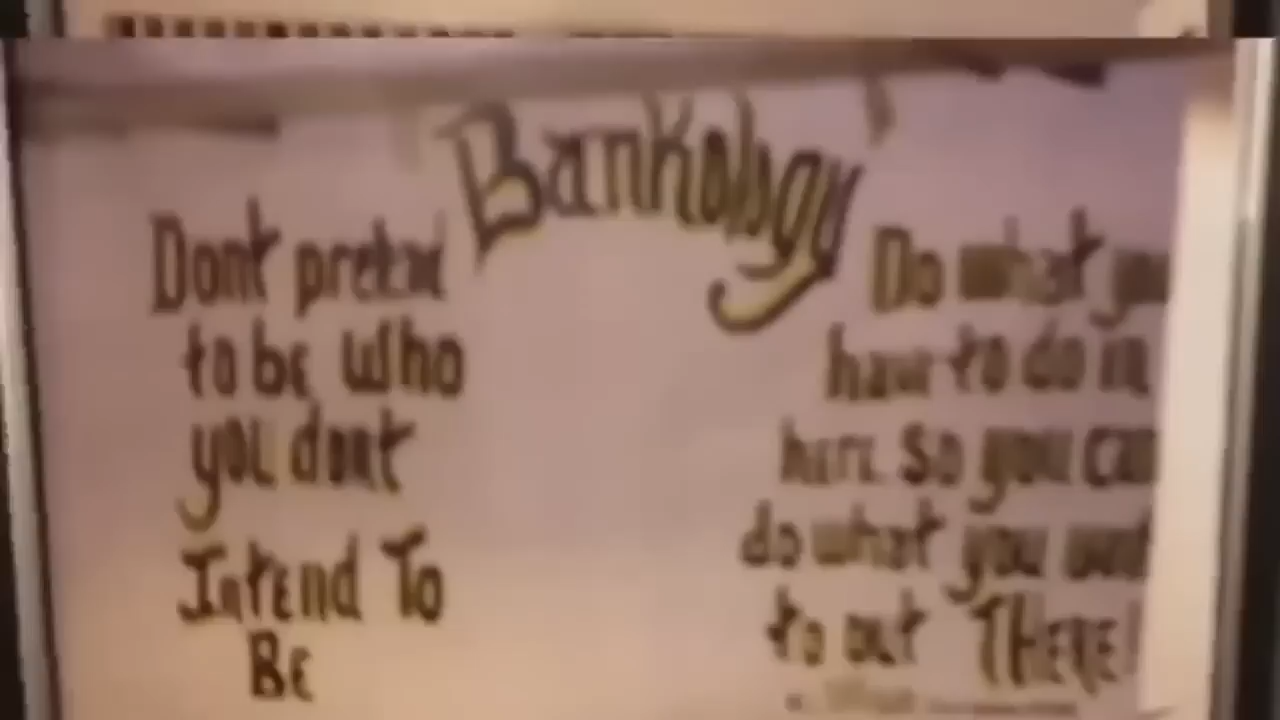 Bankology
Dont pretend
to be who
you dont
Intend To
BE
Do what you
have to do in
here so you can
do what you want
to out THERE!